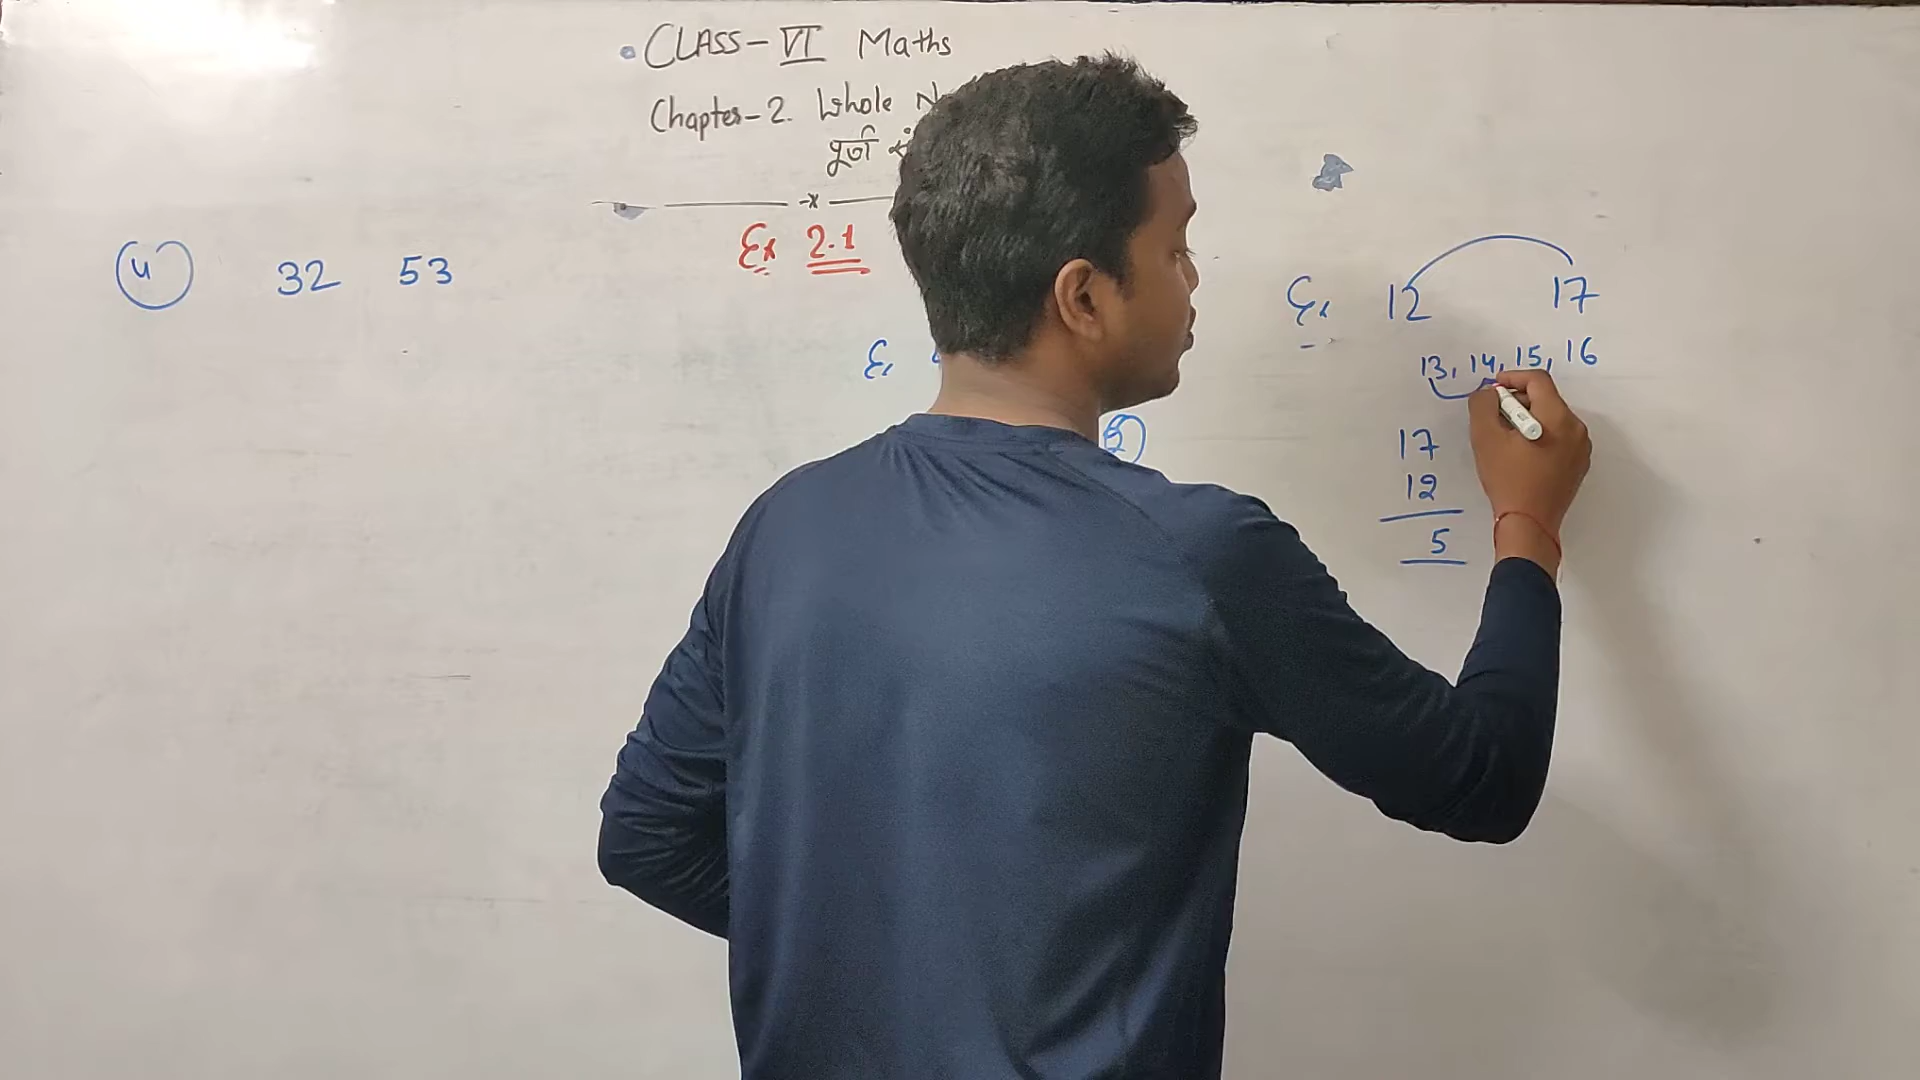 CLASS - VI Maths
Chapter - 2. Whole
पूर्ण
Ex 2.1
4 32 53
Ex 12 17
13, 14, 15, 16
17
12
5